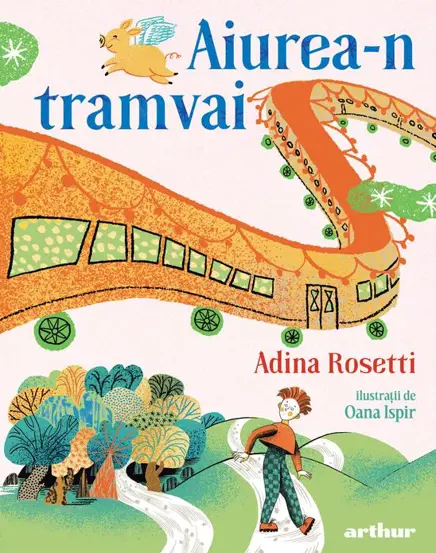 Aiurea-n
tramvai
Adina Rosetti
ilustrații de
Oana Ispir
arthur